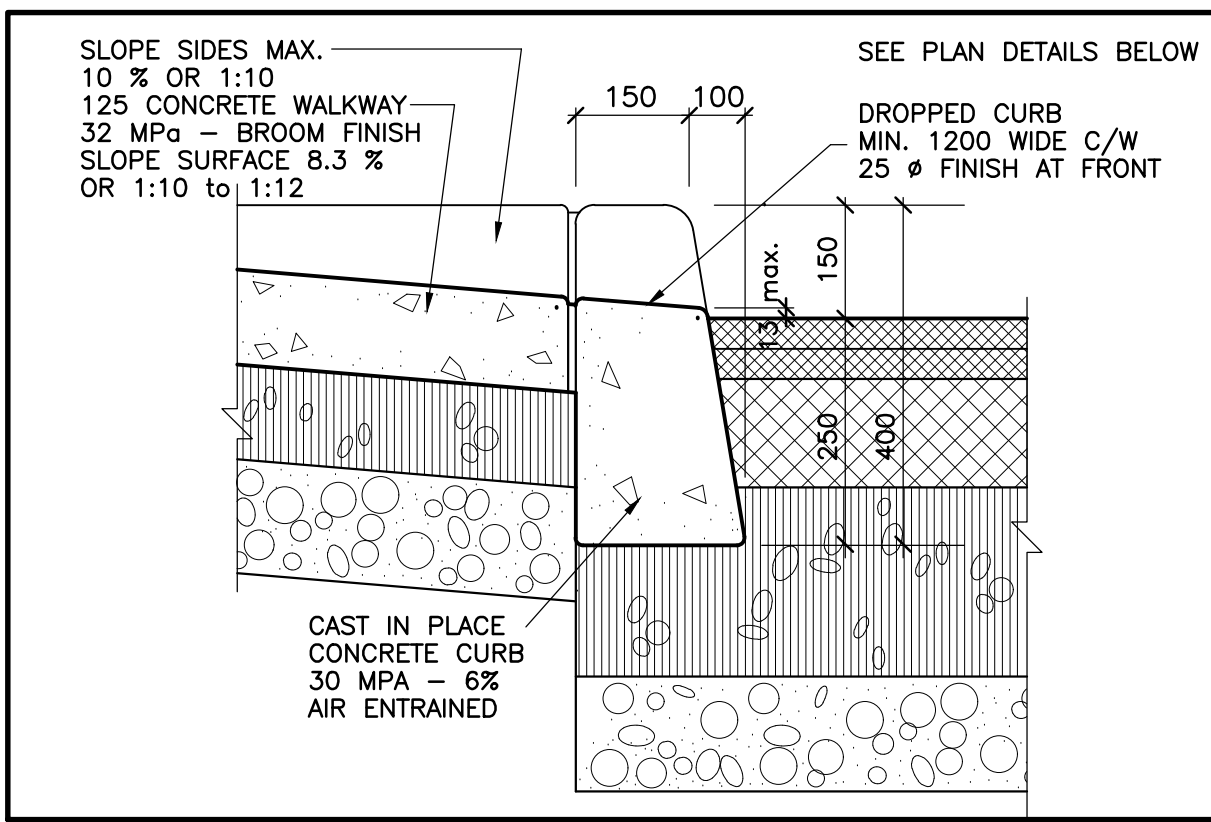 SLOPE SIDES MAX.
10 % OR 1:10
125 CONCRETE WALKWAY
32 MPa – BROOM FINISH
SLOPE SURFACE 8.3 %
OR 1:10 to 1:12
SEE PLAN DETAILS BELOW
DROPPED CURB
MIN. 1200 WIDE C/W
25 ø FINISH AT FRONT
150
100
13 max.
150
250
400
CAST IN PLACE
CONCRETE CURB
30 MPA – 6%
AIR ENTRAINED